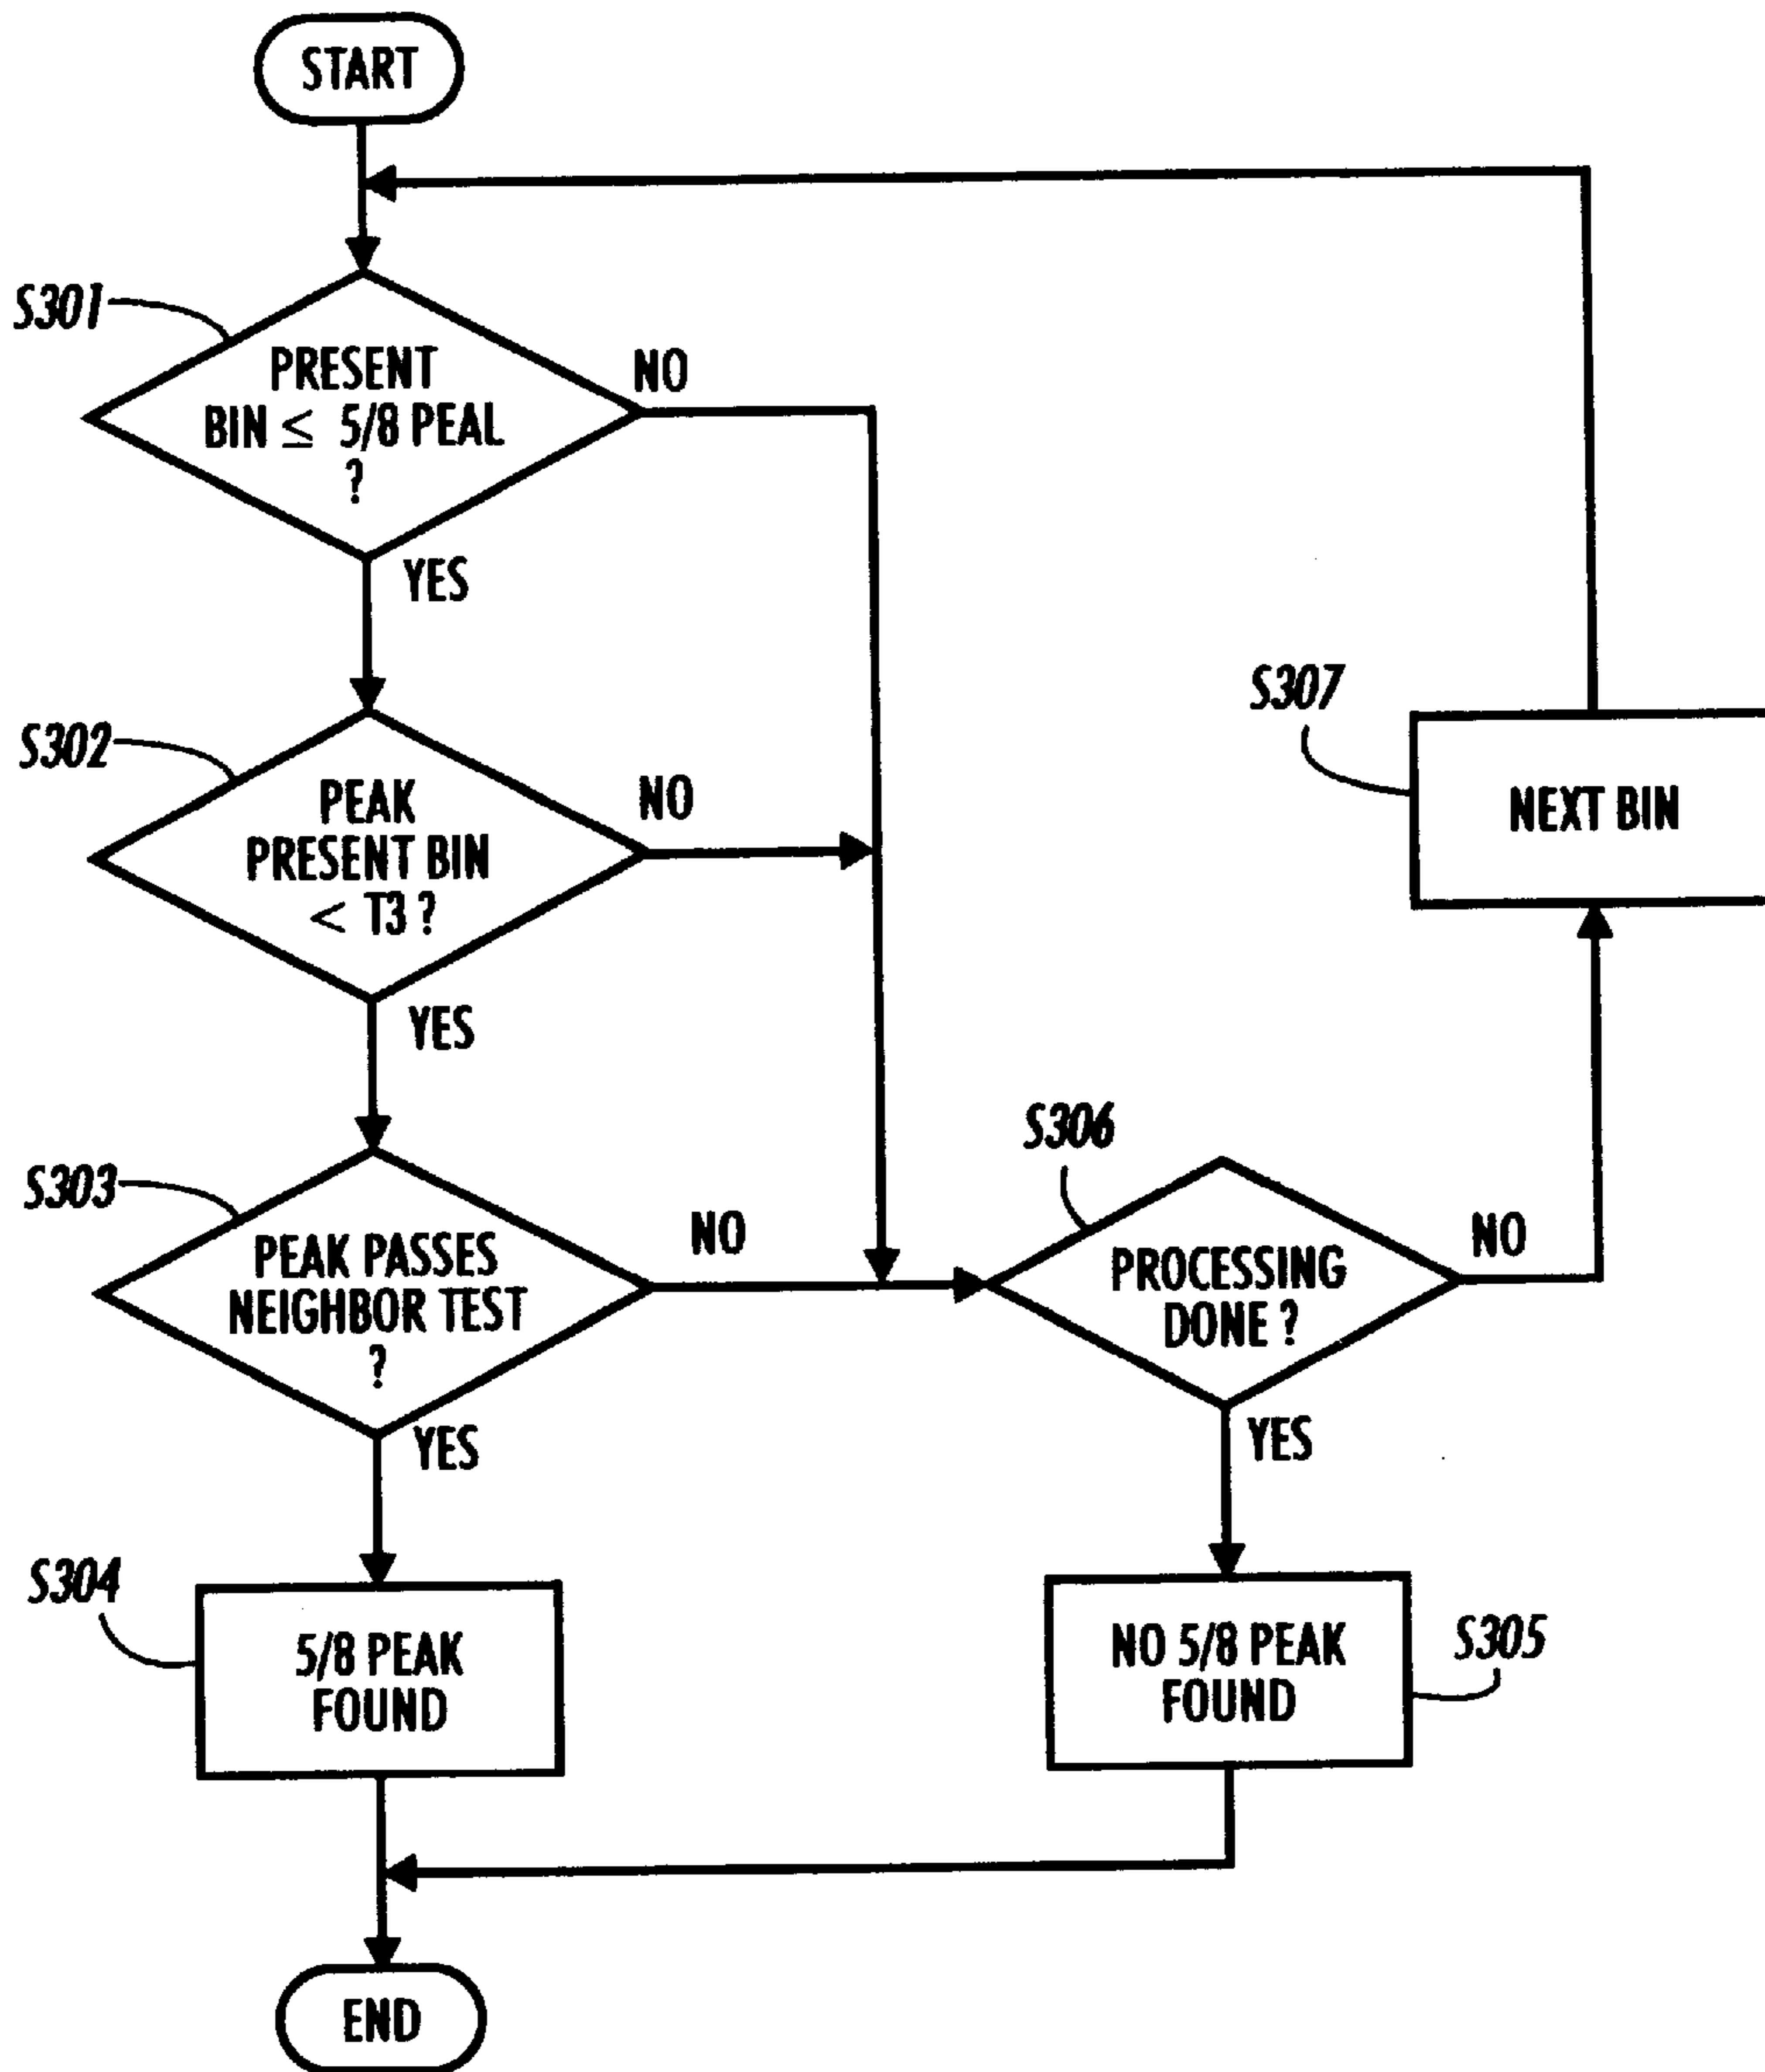 START
S301
PRESENT
BIN ≤ 5/8 PEAL
?
NO
YES
S302
PEAK
PRESENT BIN
< T3 ?
NO
YES
S303
PEAK PASSES
NEIGHBOR TEST
?
NO
YES
S304
5/8 PEAK
FOUND
S307
NEXT BIN
S306
PROCESSING
DONE ?
NO
YES
NO 5/8 PEAK
FOUND
S305
END